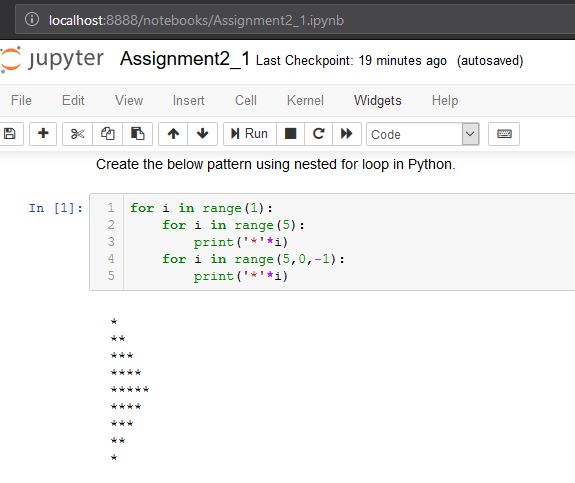 localhost:8888/notebooks/Assignment2_1.ipynb
jupyter Assignment2_1 Last Checkpoint: 19 minutes ago (autosaved)
File Edit View Insert Cell Kernel Widgets Help
Run Code
Create the below pattern using nested for loop in Python.
In [1]: 1 for i in range(1):
2     for i in range(5):
3         print('*'*i)
4     for i in range(5,0,-1):
5         print('*'*i)
*
**
***
****
*****
****
***
**
*